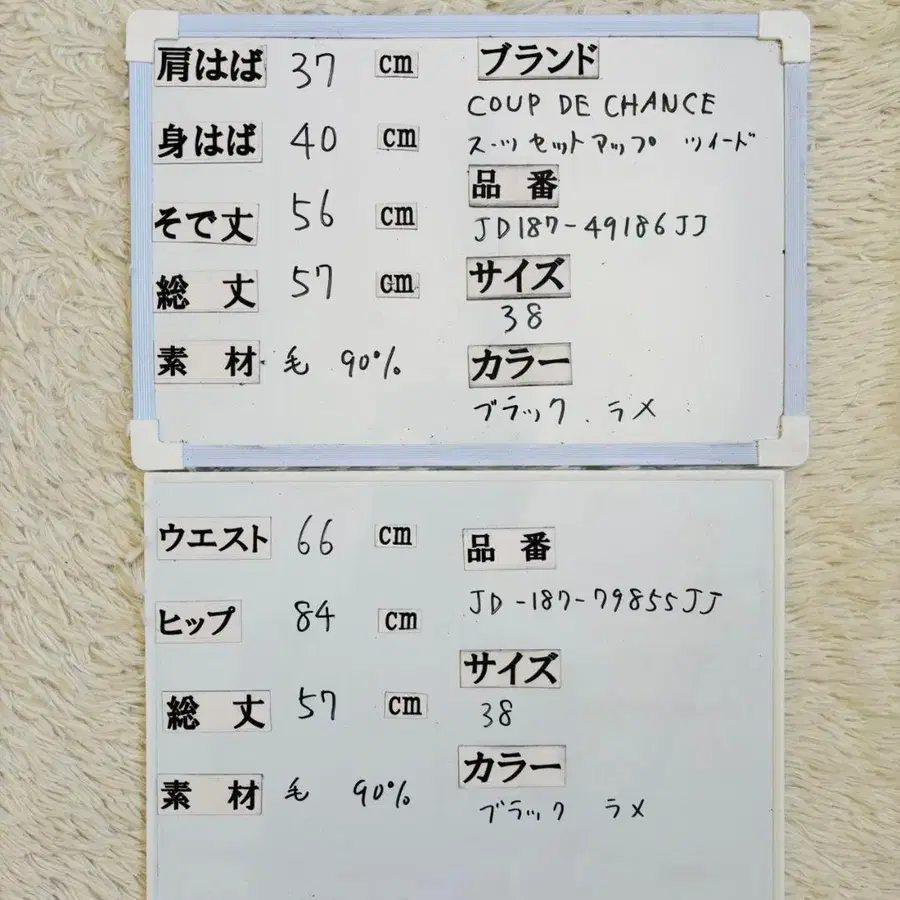 肩はば 37 cm
身はば 40 cm
そで丈 56 cm
総丈 57 cm
素材 毛 90%
ブランド
COUP DE CHANCE
スーツ セットアップ ツイード
品番
JD187-49186JJ
サイズ
38
カラー
ブラック、ラメ
ウエスト 66 cm
ヒップ 84 cm
総丈 57 cm
素材 毛 90%
品番
JD-187-79855JJ
サイズ
38
カラー
ブラック ラメ